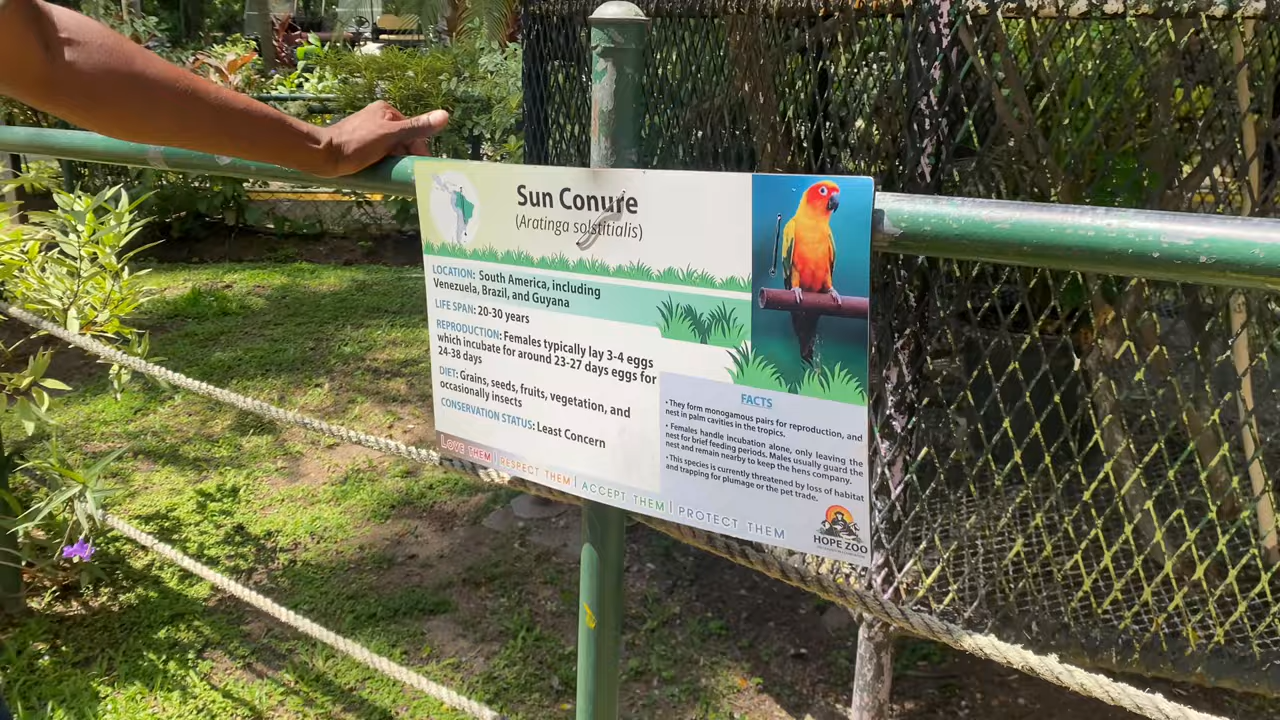 Sun Conure
(Aratinga solstitialis)
LOCATION: South America, including
Venezuela, Brazil, and Guyana
LIFE SPAN: 20-30 years
REPRODUCTION: Females typically lay 3-4 eggs
which incubate for around 23-27 days eggs for
24-38 days
DIET: Grains, seeds, fruits, vegetation, and
occasionally insects
CONSERVATION STATUS: Least Concern
FACTS
• They form monogamous pairs for reproduction, and
nest in palm cavities in the tropics.
• Females handle incubation alone, only leaving the
nest for brief feeding periods. Males usually guard the
nest and remain nearby to keep the hens company.
• This species is currently threatened by loss of habitat
and trapping for plumage or the pet trade.
LOVE THEM | RESPECT THEM | ACCEPT THEM | PROTECT THEM
HOPE ZOO